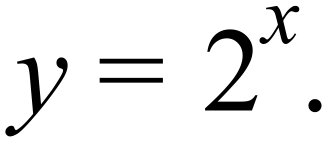 y = 2^x.